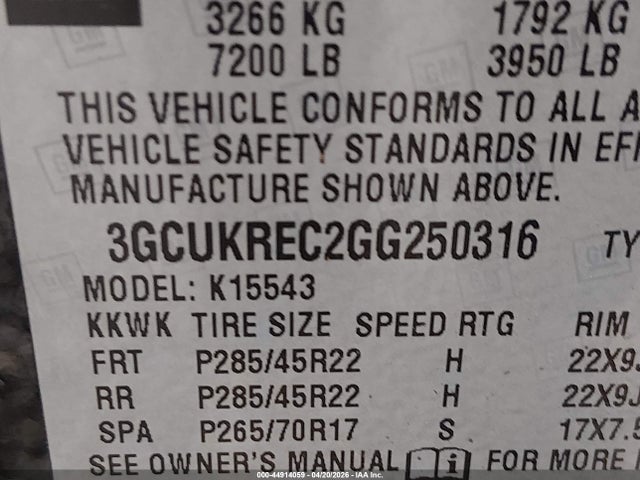 3266 KG 1792 KG
7200 LB 3950 LB
THIS VEHICLE CONFORMS TO ALL A
VEHICLE SAFETY STANDARDS IN EFF
MANUFACTURE SHOWN ABOVE.
3GCUKREC2GG250316 TY
MODEL: K15543
KKWK TIRE SIZE SPEED RTG RIM
FRT P285/45R22 H 22X9J
RR P285/45R22 H 22X9J
SPA P265/70R17 S 17X7.5
SEE OWNER'S MANUAL i FOR MORE
000-44914059 — 04/20/2026 — IAA Inc.